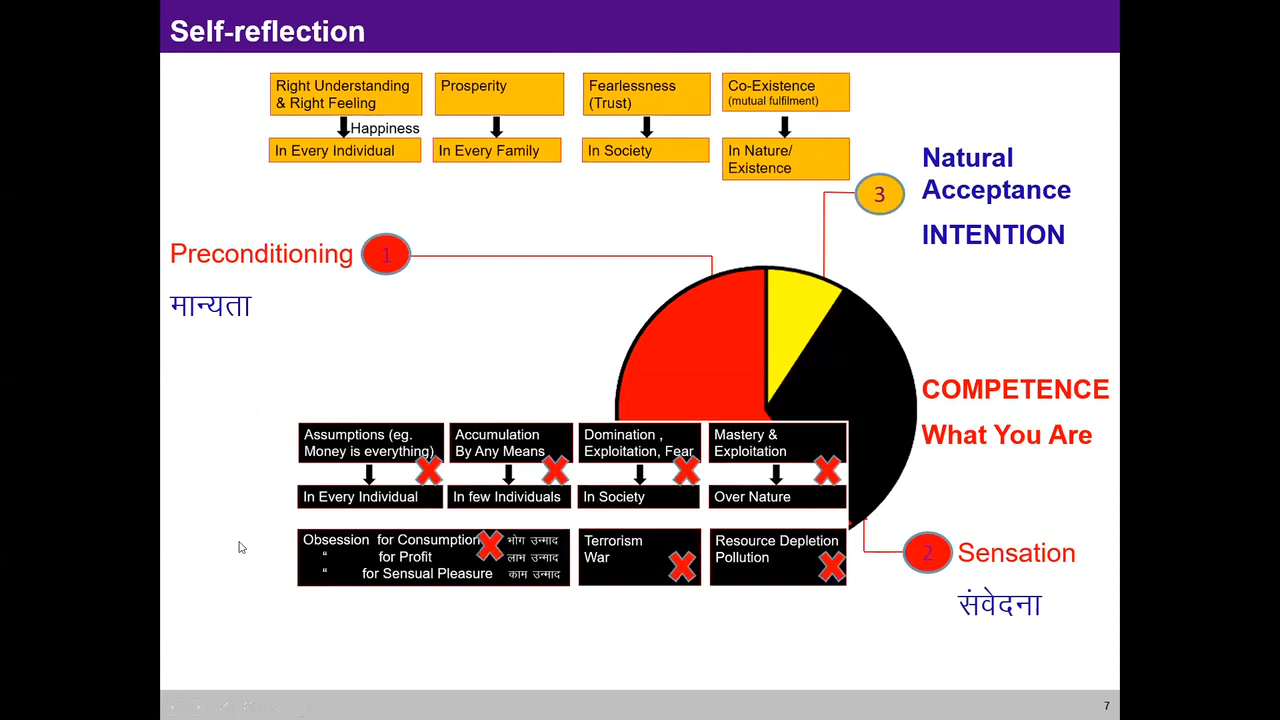 Self-reflection
Right Understanding
& Right Feeling
Prosperity
Fearlessness
(Trust)
Co-Existence
(mutual fulfilment)
Happiness
In Every Individual
In Every Family
In Society
In Nature/
Existence
3
Natural
Acceptance
INTENTION
Preconditioning
1
मान्यता
COMPETENCE
What You Are
Assumptions (eg.
Money is everything)
Accumulation
By Any Means
Domination ,
Exploitation, Fear
Mastery &
Exploitation
In Every Individual
In few Individuals
In Society
Over Nature
Obsession for Consumption भोग उन्माद
“ for Profit लाभ उन्माद
“ for Sensual Pleasure काम उन्माद
Terrorism
War
Resource Depletion
Pollution
2
Sensation
संवेदना
7